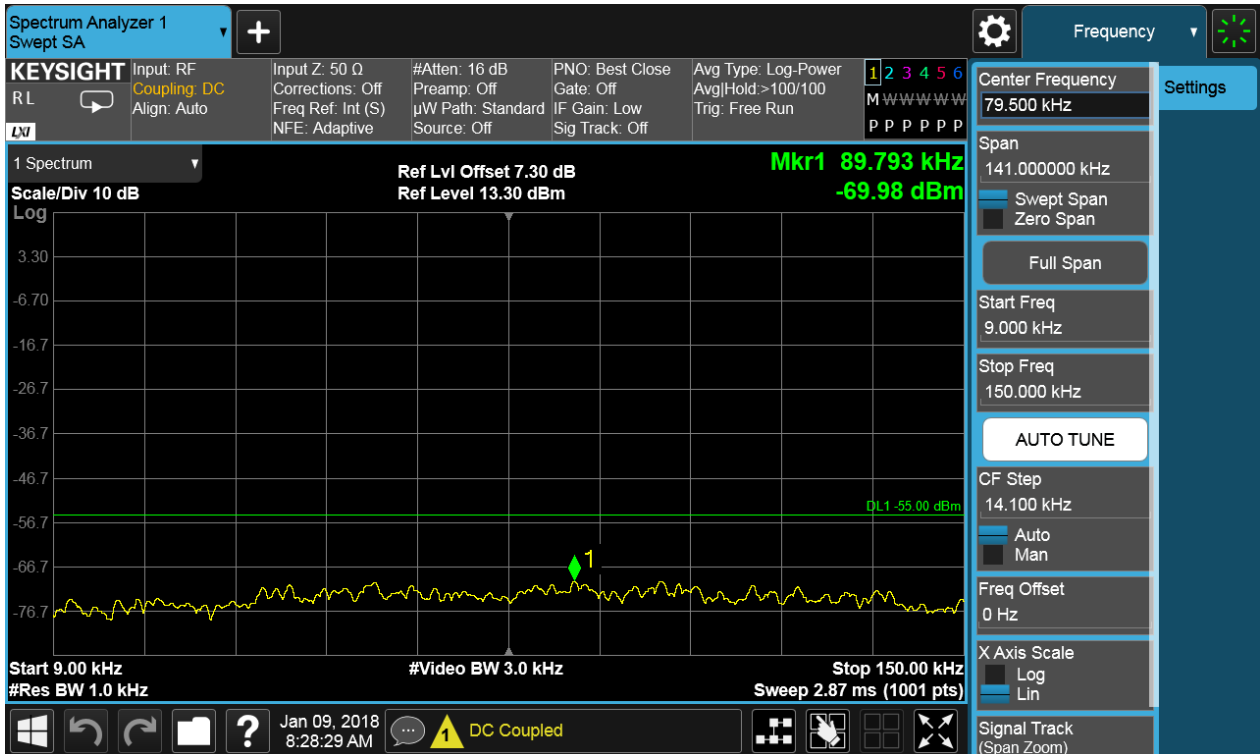 Spectrum Analyzer 1
Swept SA
+
Frequency
KEYSIGHT
RL
LXI
Input: RF
Coupling: DC
Align: Auto
Input Z: 50 Ω
Corrections: Off
Freq Ref: Int (S)
NFE: Adaptive
#Atten: 16 dB
Preamp: Off
µW Path: Standard
Source: Off
PNO: Best Close
Gate: Off
IF Gain: Low
Sig Track: Off
Avg Type: Log-Power
Avg|Hold:>100/100
Trig: Free Run
1 2 3 4 5 6
M W W W W W
P P P P P P
1 Spectrum
Scale/Div 10 dB
Log
Ref Lvl Offset 7.30 dB
Ref Level 13.30 dBm
Mkr1 89.793 kHz
-69.98 dBm
3.30
-6.70
-16.7
-26.7
-36.7
-46.7
-56.7
-66.7
-76.7
DL1 -55.00 dBm
1
Start 9.00 kHz
#Res BW 1.0 kHz
#Video BW 3.0 kHz
Stop 150.00 kHz
Sweep 2.87 ms (1001 pts)
Center Frequency
79.500 kHz
Span
141.000000 kHz
Swept Span
Zero Span
Full Span
Start Freq
9.000 kHz
Stop Freq
150.000 kHz
AUTO TUNE
CF Step
14.100 kHz
Auto
Man
Freq Offset
0 Hz
X Axis Scale
Log
Lin
Signal Track
(Span Zoom)
Settings
?
Jan 09, 2018
8:28:29 AM
1
DC Coupled